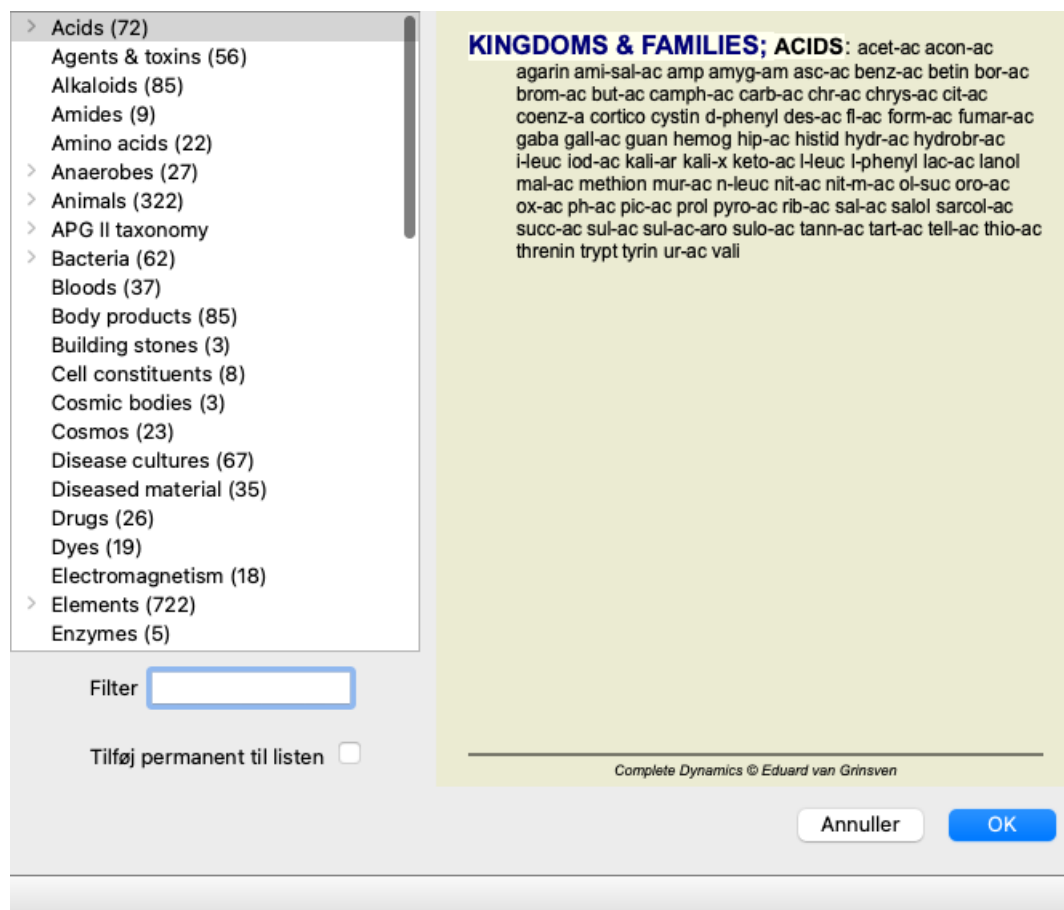 Acids (72)
Agents & toxins (56)
Alkaloids (85)
Amides (9)
Amino acids (22)
Anaerobes (27)
Animals (322)
APG II taxonomy
Bacteria (62)
Bloods (37)
Body products (85)
Building stones (3)
Cell constituents (8)
Cosmic bodies (3)
Cosmos (23)
Disease cultures (67)
Diseased material (35)
Drugs (26)
Dyes (19)
Electromagnetism (18)
Elements (722)
Enzymes (5)
Filter
Tilføj permanent til listen
KINGDOMS & FAMILIES; ACIDS: acet-ac acon-ac
agarin ami-sal-ac amp amyg-am asc-ac benz-ac betin bor-ac
brom-ac but-ac camph-ac carb-ac chr-ac chrys-ac cit-ac
coenz-a cortico cystin d-phenyl des-ac fl-ac form-ac fumar-ac
gaba gall-ac guan hemog hip-ac histid hydr-ac hydrobr-ac
i-leuc iod-ac kali-ar kali-x keto-ac l-leuc l-phenyl lac-ac lanol
mal-ac methion mur-ac n-leuc nit-ac nit-m-ac ol-suc oro-ac
ox-ac ph-ac pic-ac prol pyro-ac rib-ac sal-ac salol sarcol-ac
succ-ac sul-ac sul-ac-aro sulo-ac tann-ac tart-ac tell-ac thio-ac
threnin trypt tyrin ur-ac vali
Complete Dynamics © Eduard van Grinsven
Annuller
OK